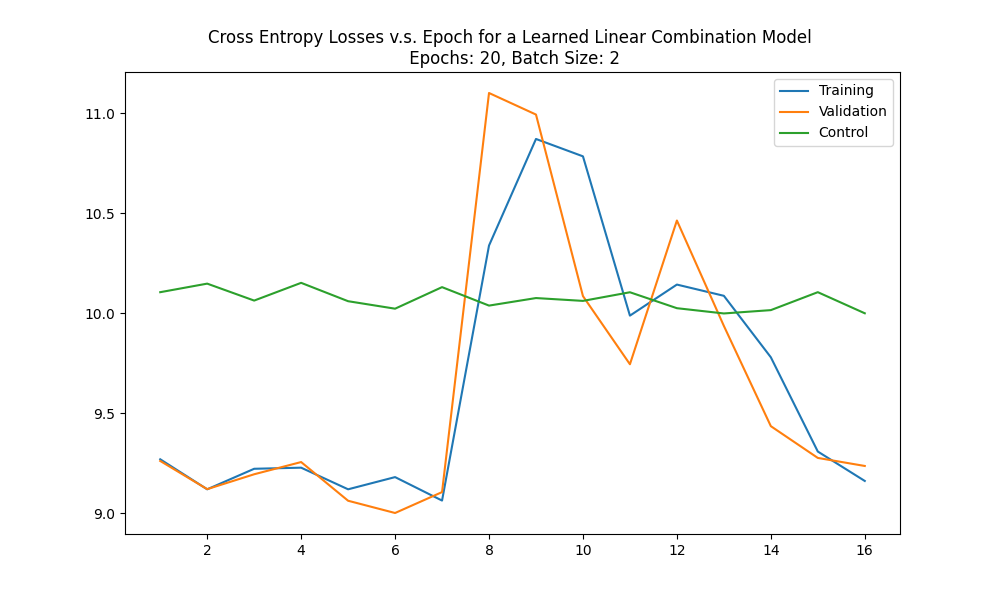 Cross Entropy Losses v.s. Epoch for a Learned Linear Combination Model
Epochs: 20, Batch Size: 2
Training
Validation
Control
11.0
10.5
10.0
9.5
9.0
2 4 6 8 10 12 14 16